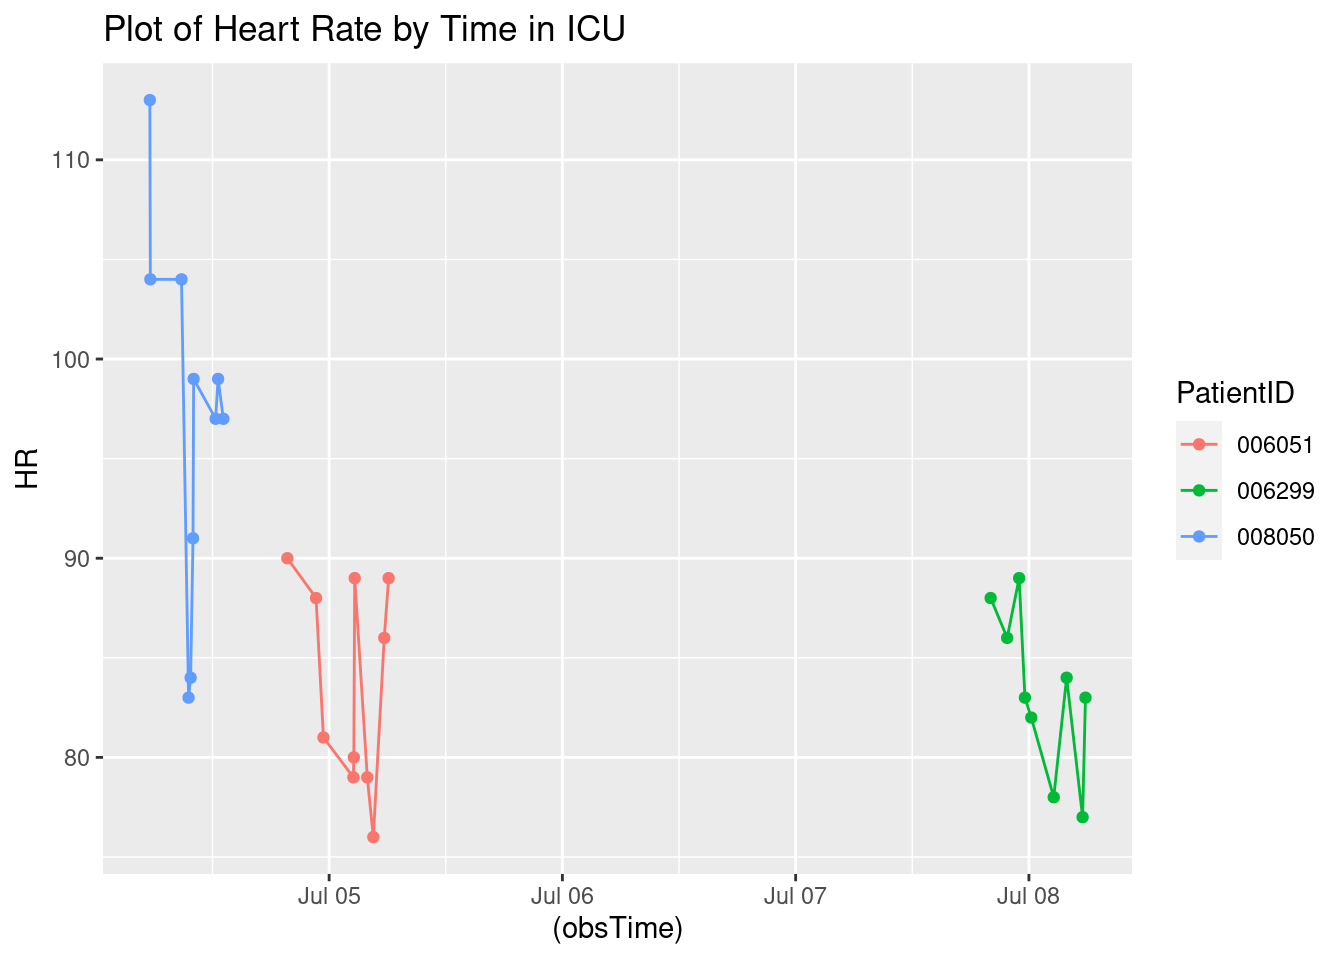 Plot of Heart Rate by Time in ICU
110
100
90
80
HR
Jul 05
Jul 06
Jul 07
Jul 08
(obsTime)
PatientID
006051
006299
008050